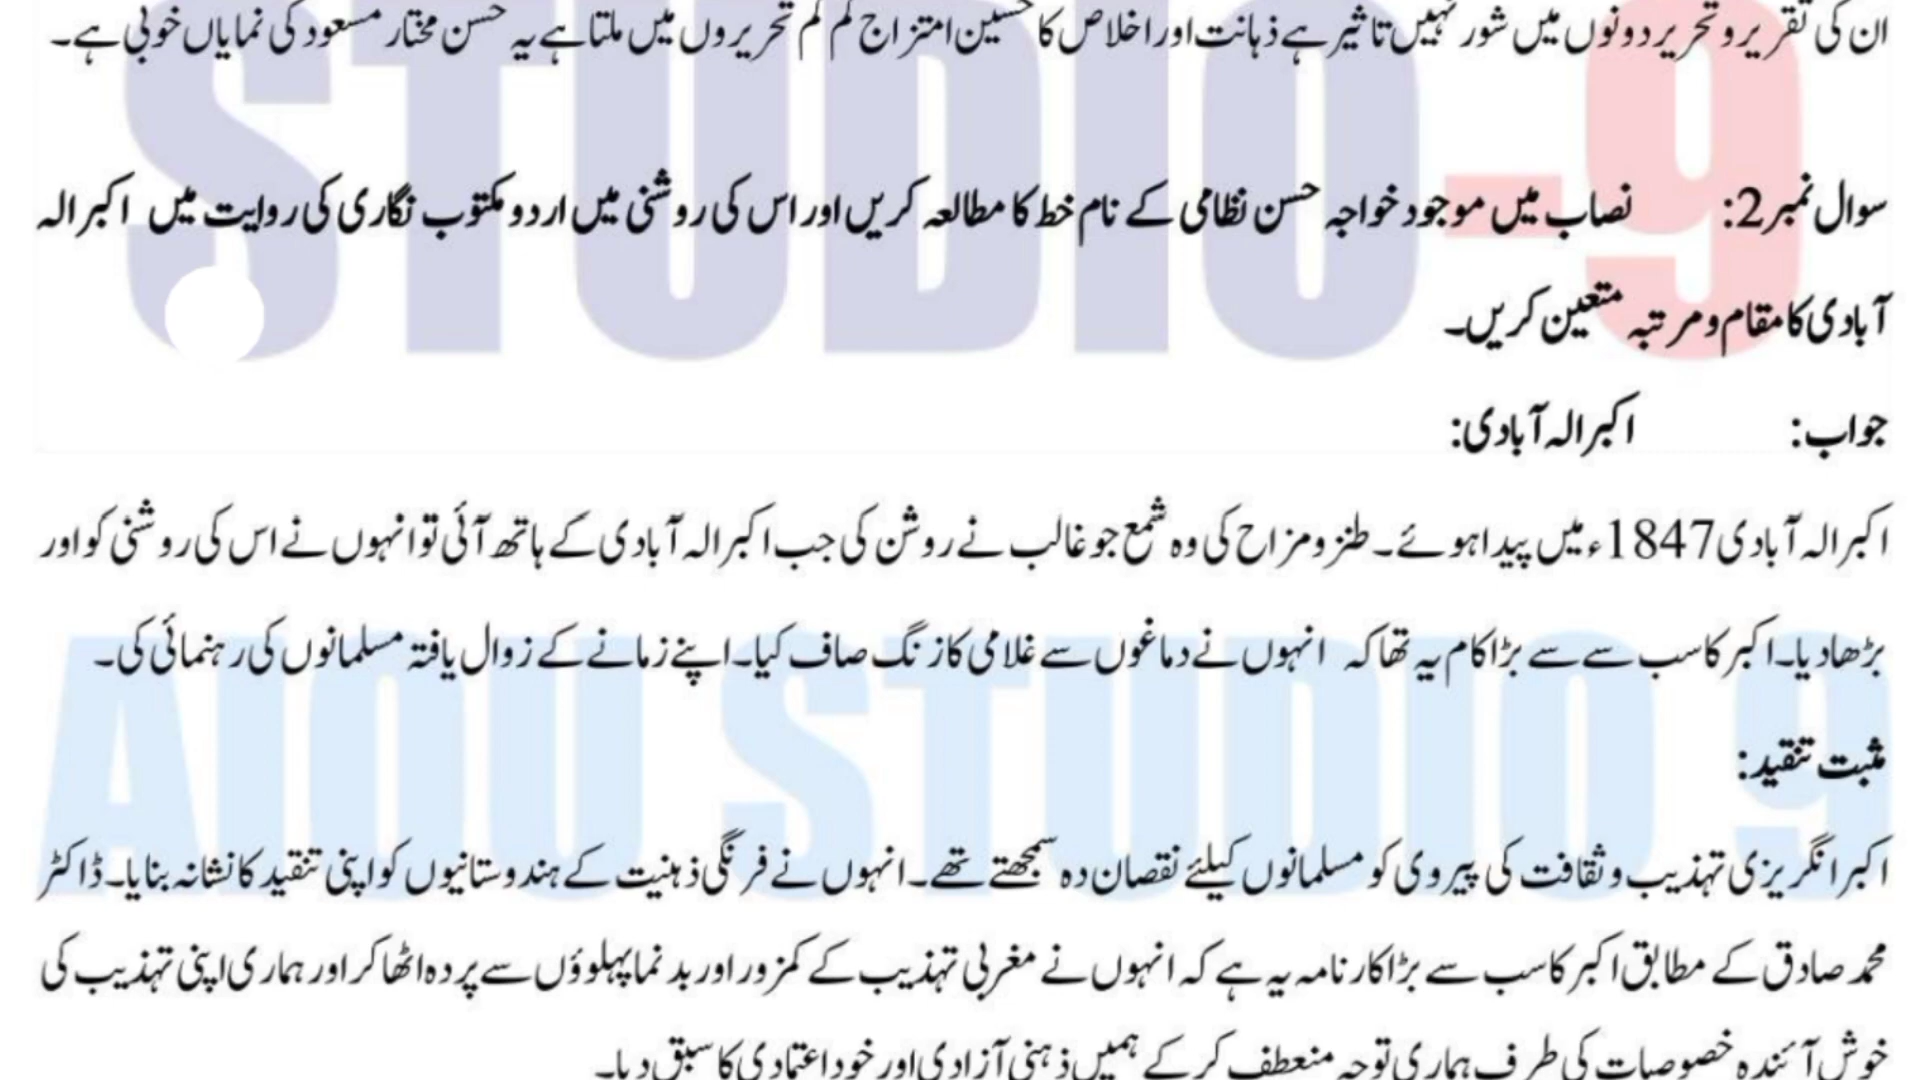 ان کی تقریر و تحریر دونوں میں شور نہیں تاثیر ہے ذہانت اور اخلاص کا حسین امتزاج کم کم تحریروں میں ملتا ہے یہ حسن مختار مسعود کی نمایاں خوبی ہے۔
سوال نمبر 2: نصاب میں موجود خواجہ حسن نظامی کے نام خط کا مطالعہ کریں اور اس کی روشنی میں اردو مکتوب نگاری کی روایت میں اکبر الہ
آبادی کا مقام و مرتبہ متعین کریں۔
جواب: اکبر الہ آبادی:
اکبر الہ آبادی 1847ء میں پیدا ہوئے۔ طنز و مزاح کی وہ شمع جو غالب نے روشن کی جب اکبر الہ آبادی کے ہاتھ آئی تو انہوں نے اس کی روشنی کو اور
بڑھا دیا۔ اکبر کا سب سے سے بڑا کام یہ تھا کہ انہوں نے دماغوں سے غلامی کا زنگ صاف کیا۔ اپنے زمانے کے زوال یافتہ مسلمانوں کی رہنمائی کی۔
مثبت تنقید:
اکبر انگریزی تہذیب و ثقافت کی پیروی کو مسلمانوں کیلئے نقصان دہ سمجھتے تھے۔ انہوں نے فرنگی ذہنیت کے ہندوستانیوں کو اپنی تنقید کا نشانہ بنایا۔ ڈاکٹر
محمد صادق کے مطابق اکبر کا سب سے بڑا کارنامہ یہ ہے کہ انہوں نے مغربی تہذیب کے کمزور اور بدنما پہلوؤں سے پردہ اٹھا کر اور ہماری اپنی تہذیب کی
خوش آئندہ خصوصیات کی طرف ہماری توجہ منعطف کر کے ہمیں ذہنی آزادی اور خود اعتمادی کا سبق دیا۔
STUDIO-9
AIOU STUDIO 9